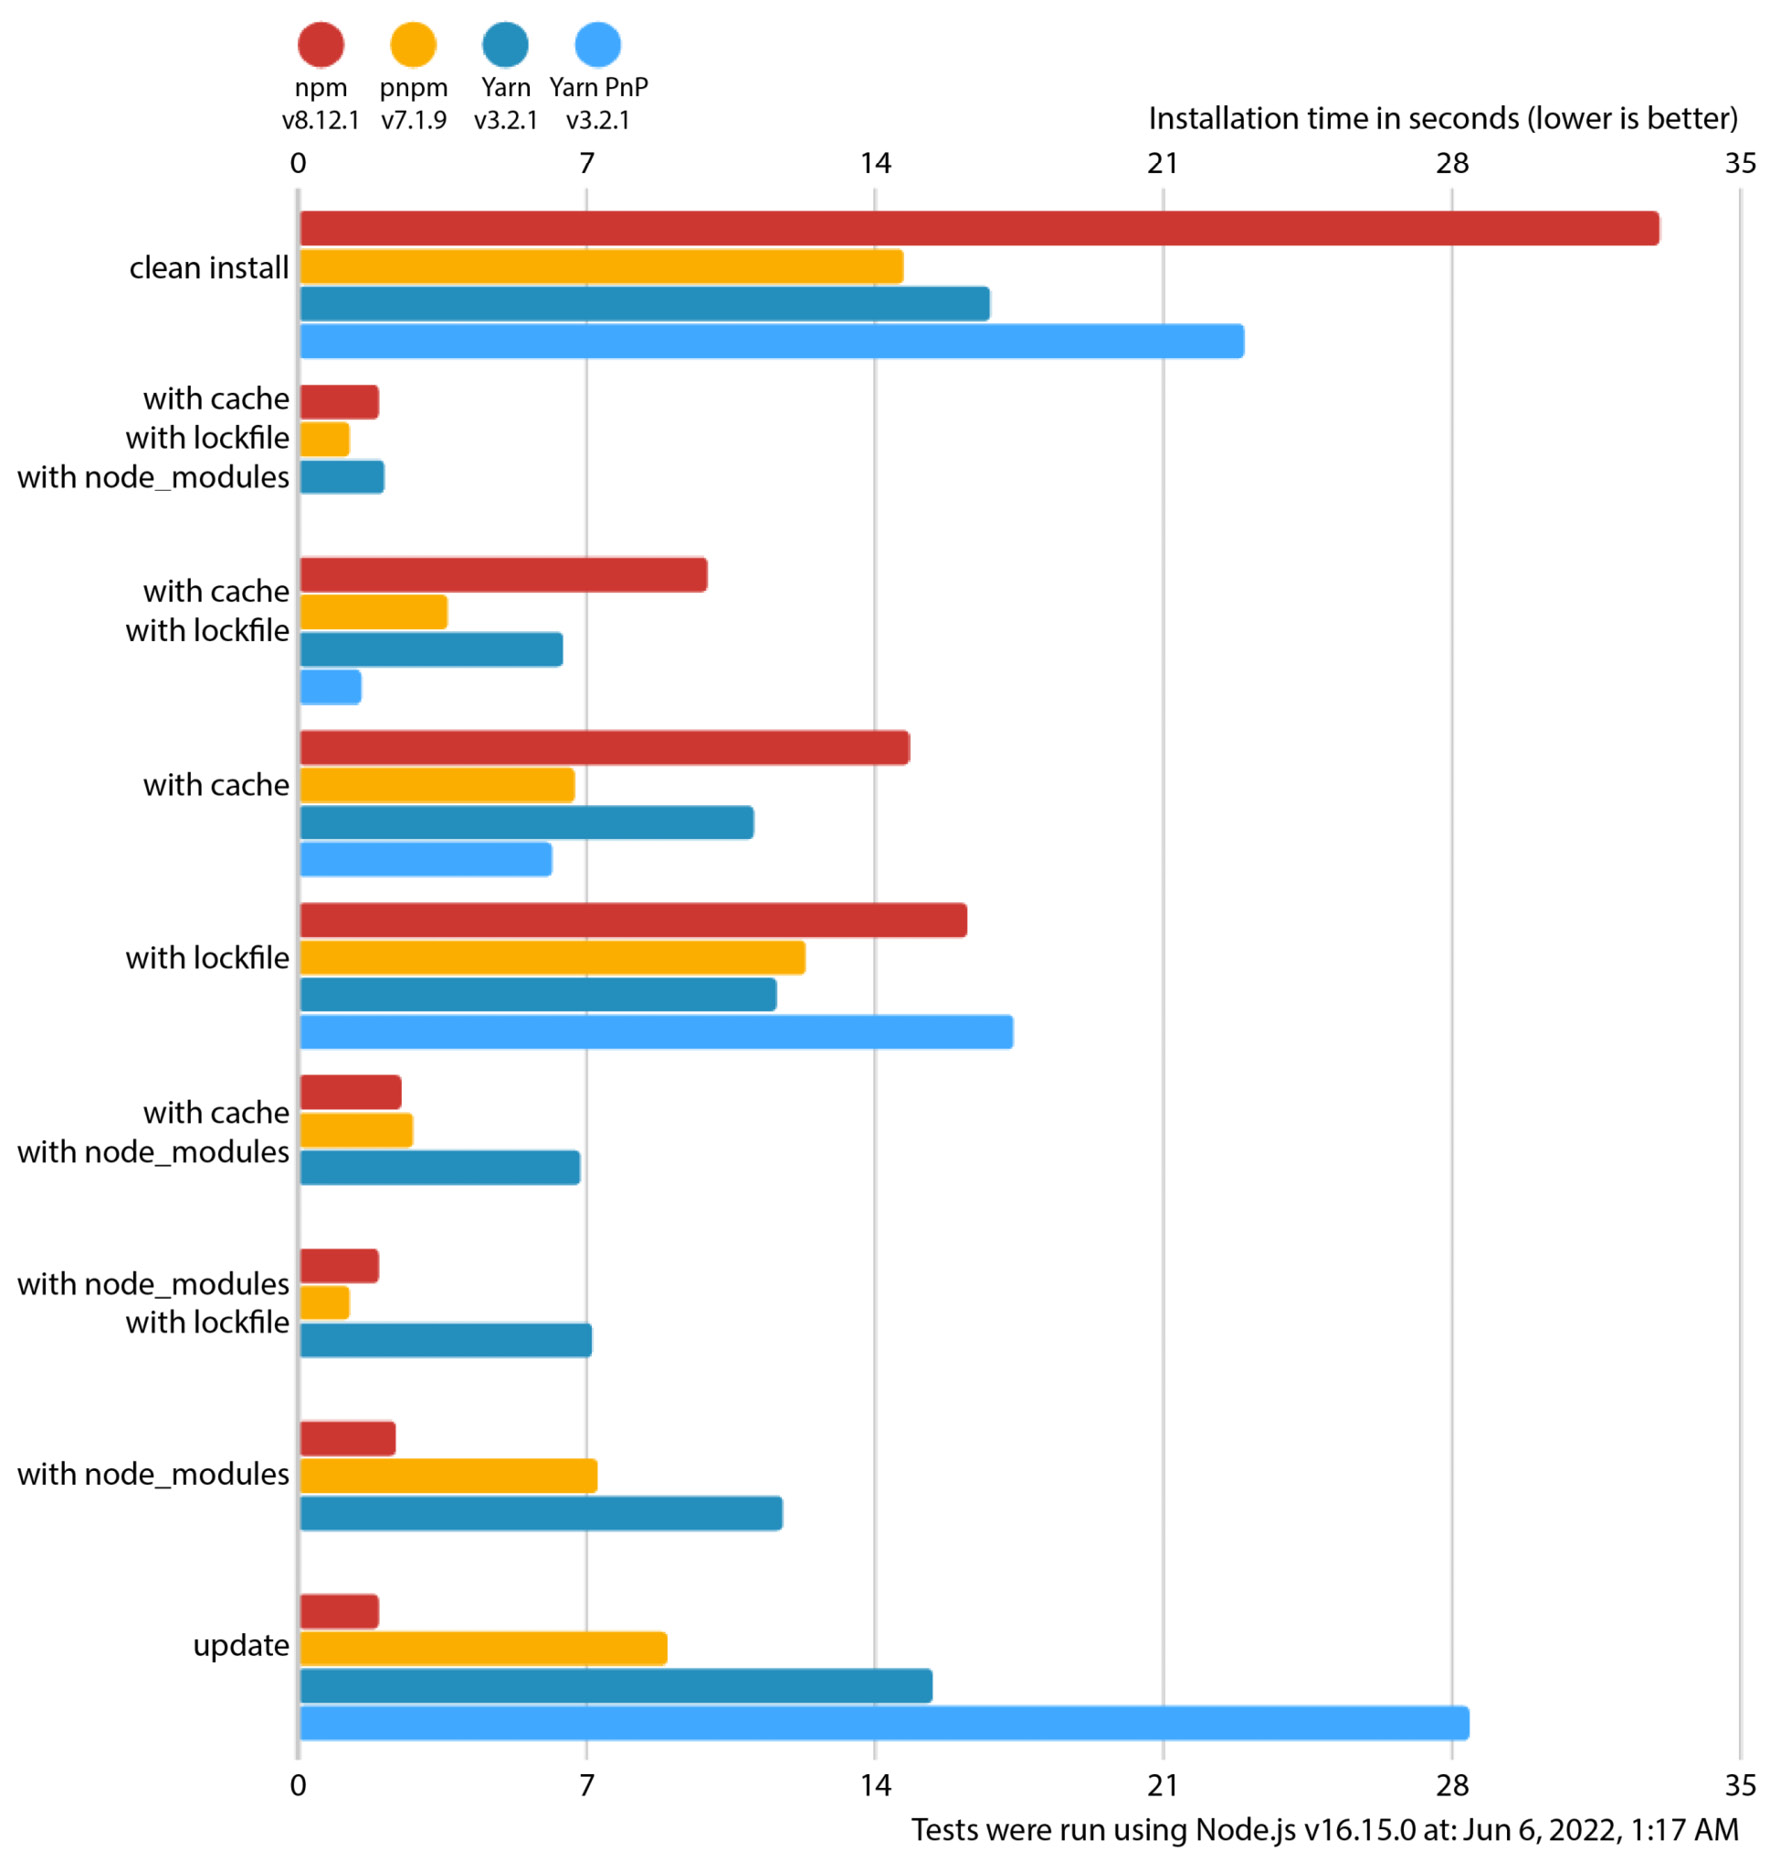 npm
v8.12.1
pnpm
v7.1.9
Yarn
v3.2.1
Yarn PnP
v3.2.1
Installation time in seconds (lower is better)
0 7 14 21 28 35
clean install
with cache
with lockfile
with node_modules
with cache
with lockfile
with cache
with lockfile
with cache
with node_modules
with node_modules
with lockfile
with node_modules
update
0 7 14 21 28 35
Tests were run using Node.js v16.15.0 at: Jun 6, 2022, 1:17 AM